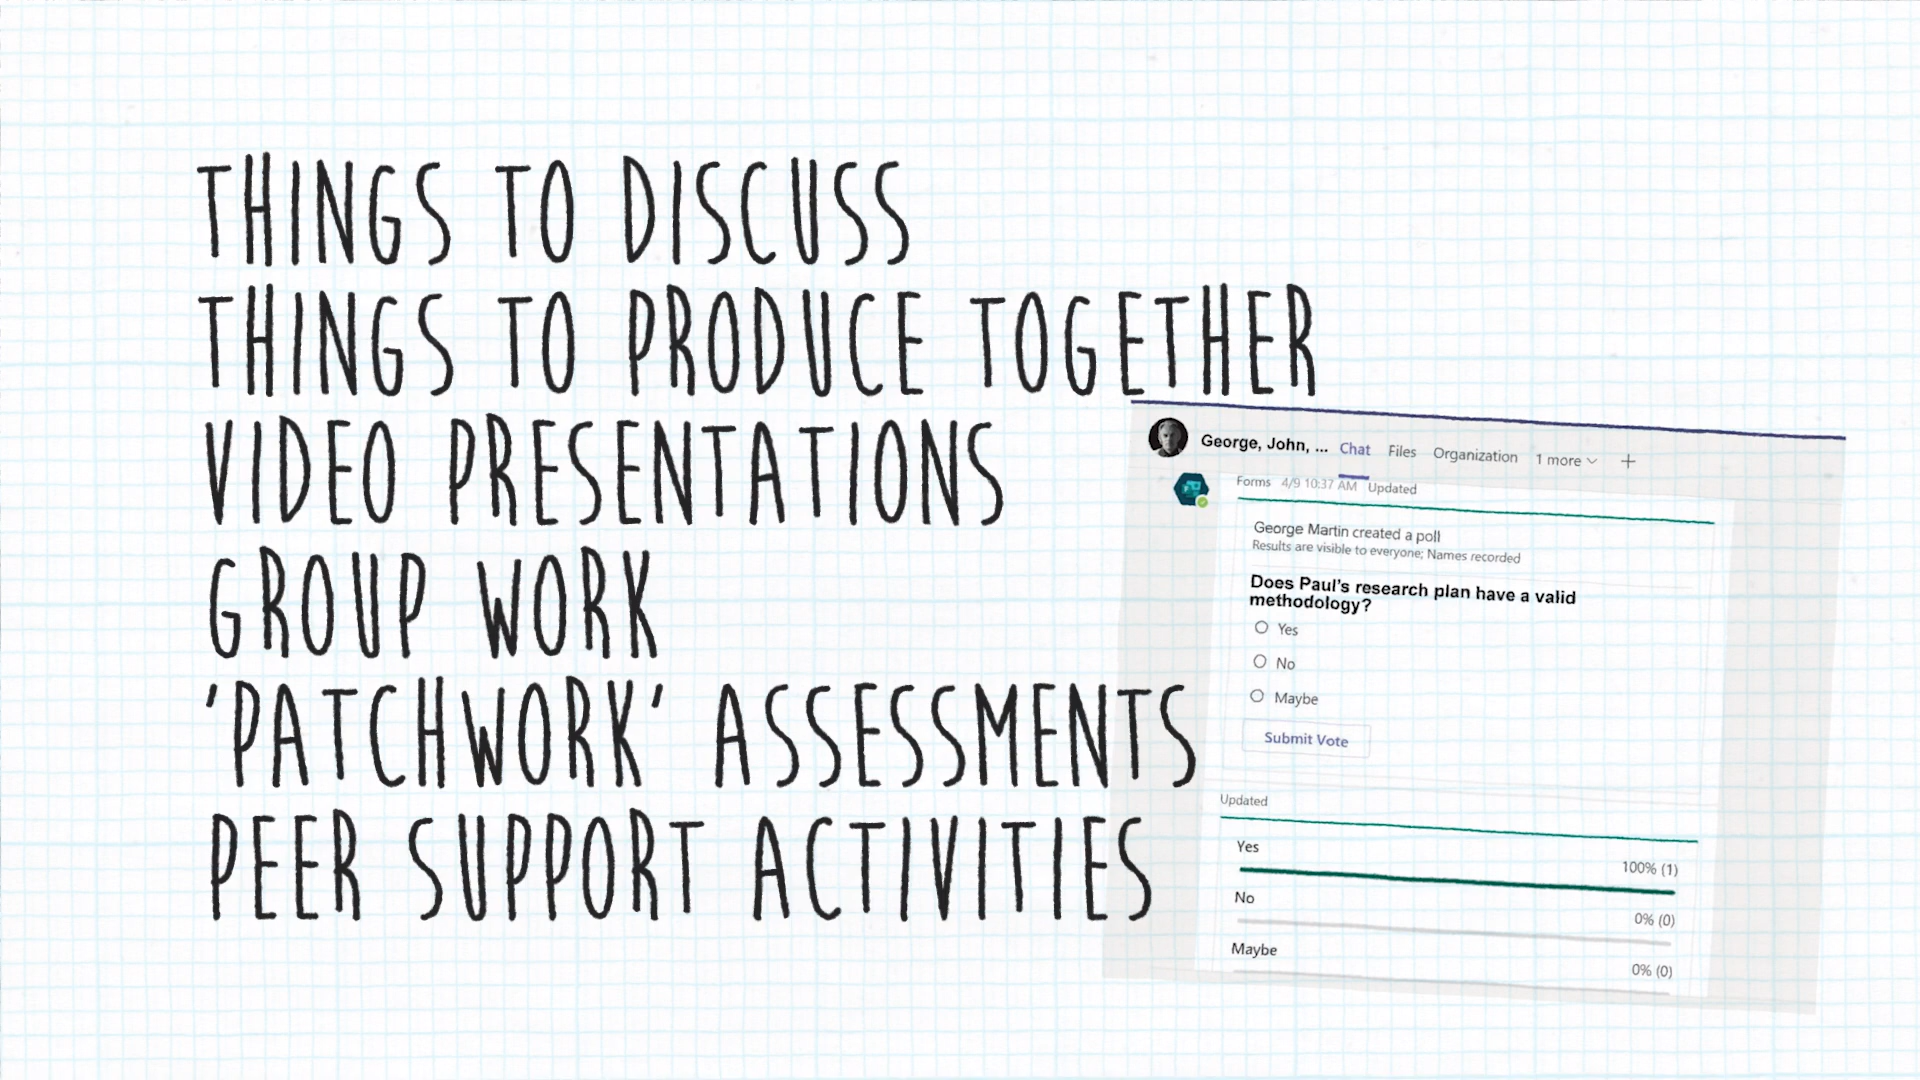 THINGS TO DISCUSS
THINGS TO PRODUCE TOGETHER
VIDEO PRESENTATIONS
GROUP WORK
'PATCHWORK' ASSESSMENTS
PEER SUPPORT ACTIVITIES
George, John, ... Chat Files Organization 1 more +
Forms 4/9 10:37 AM Updated
George Martin created a poll
Results are visible to everyone; Names recorded
Does Paul's research plan have a valid
methodology?
Yes
No
Maybe
Submit Vote
Updated
Yes 100% (1)
No 0% (0)
Maybe 0% (0)